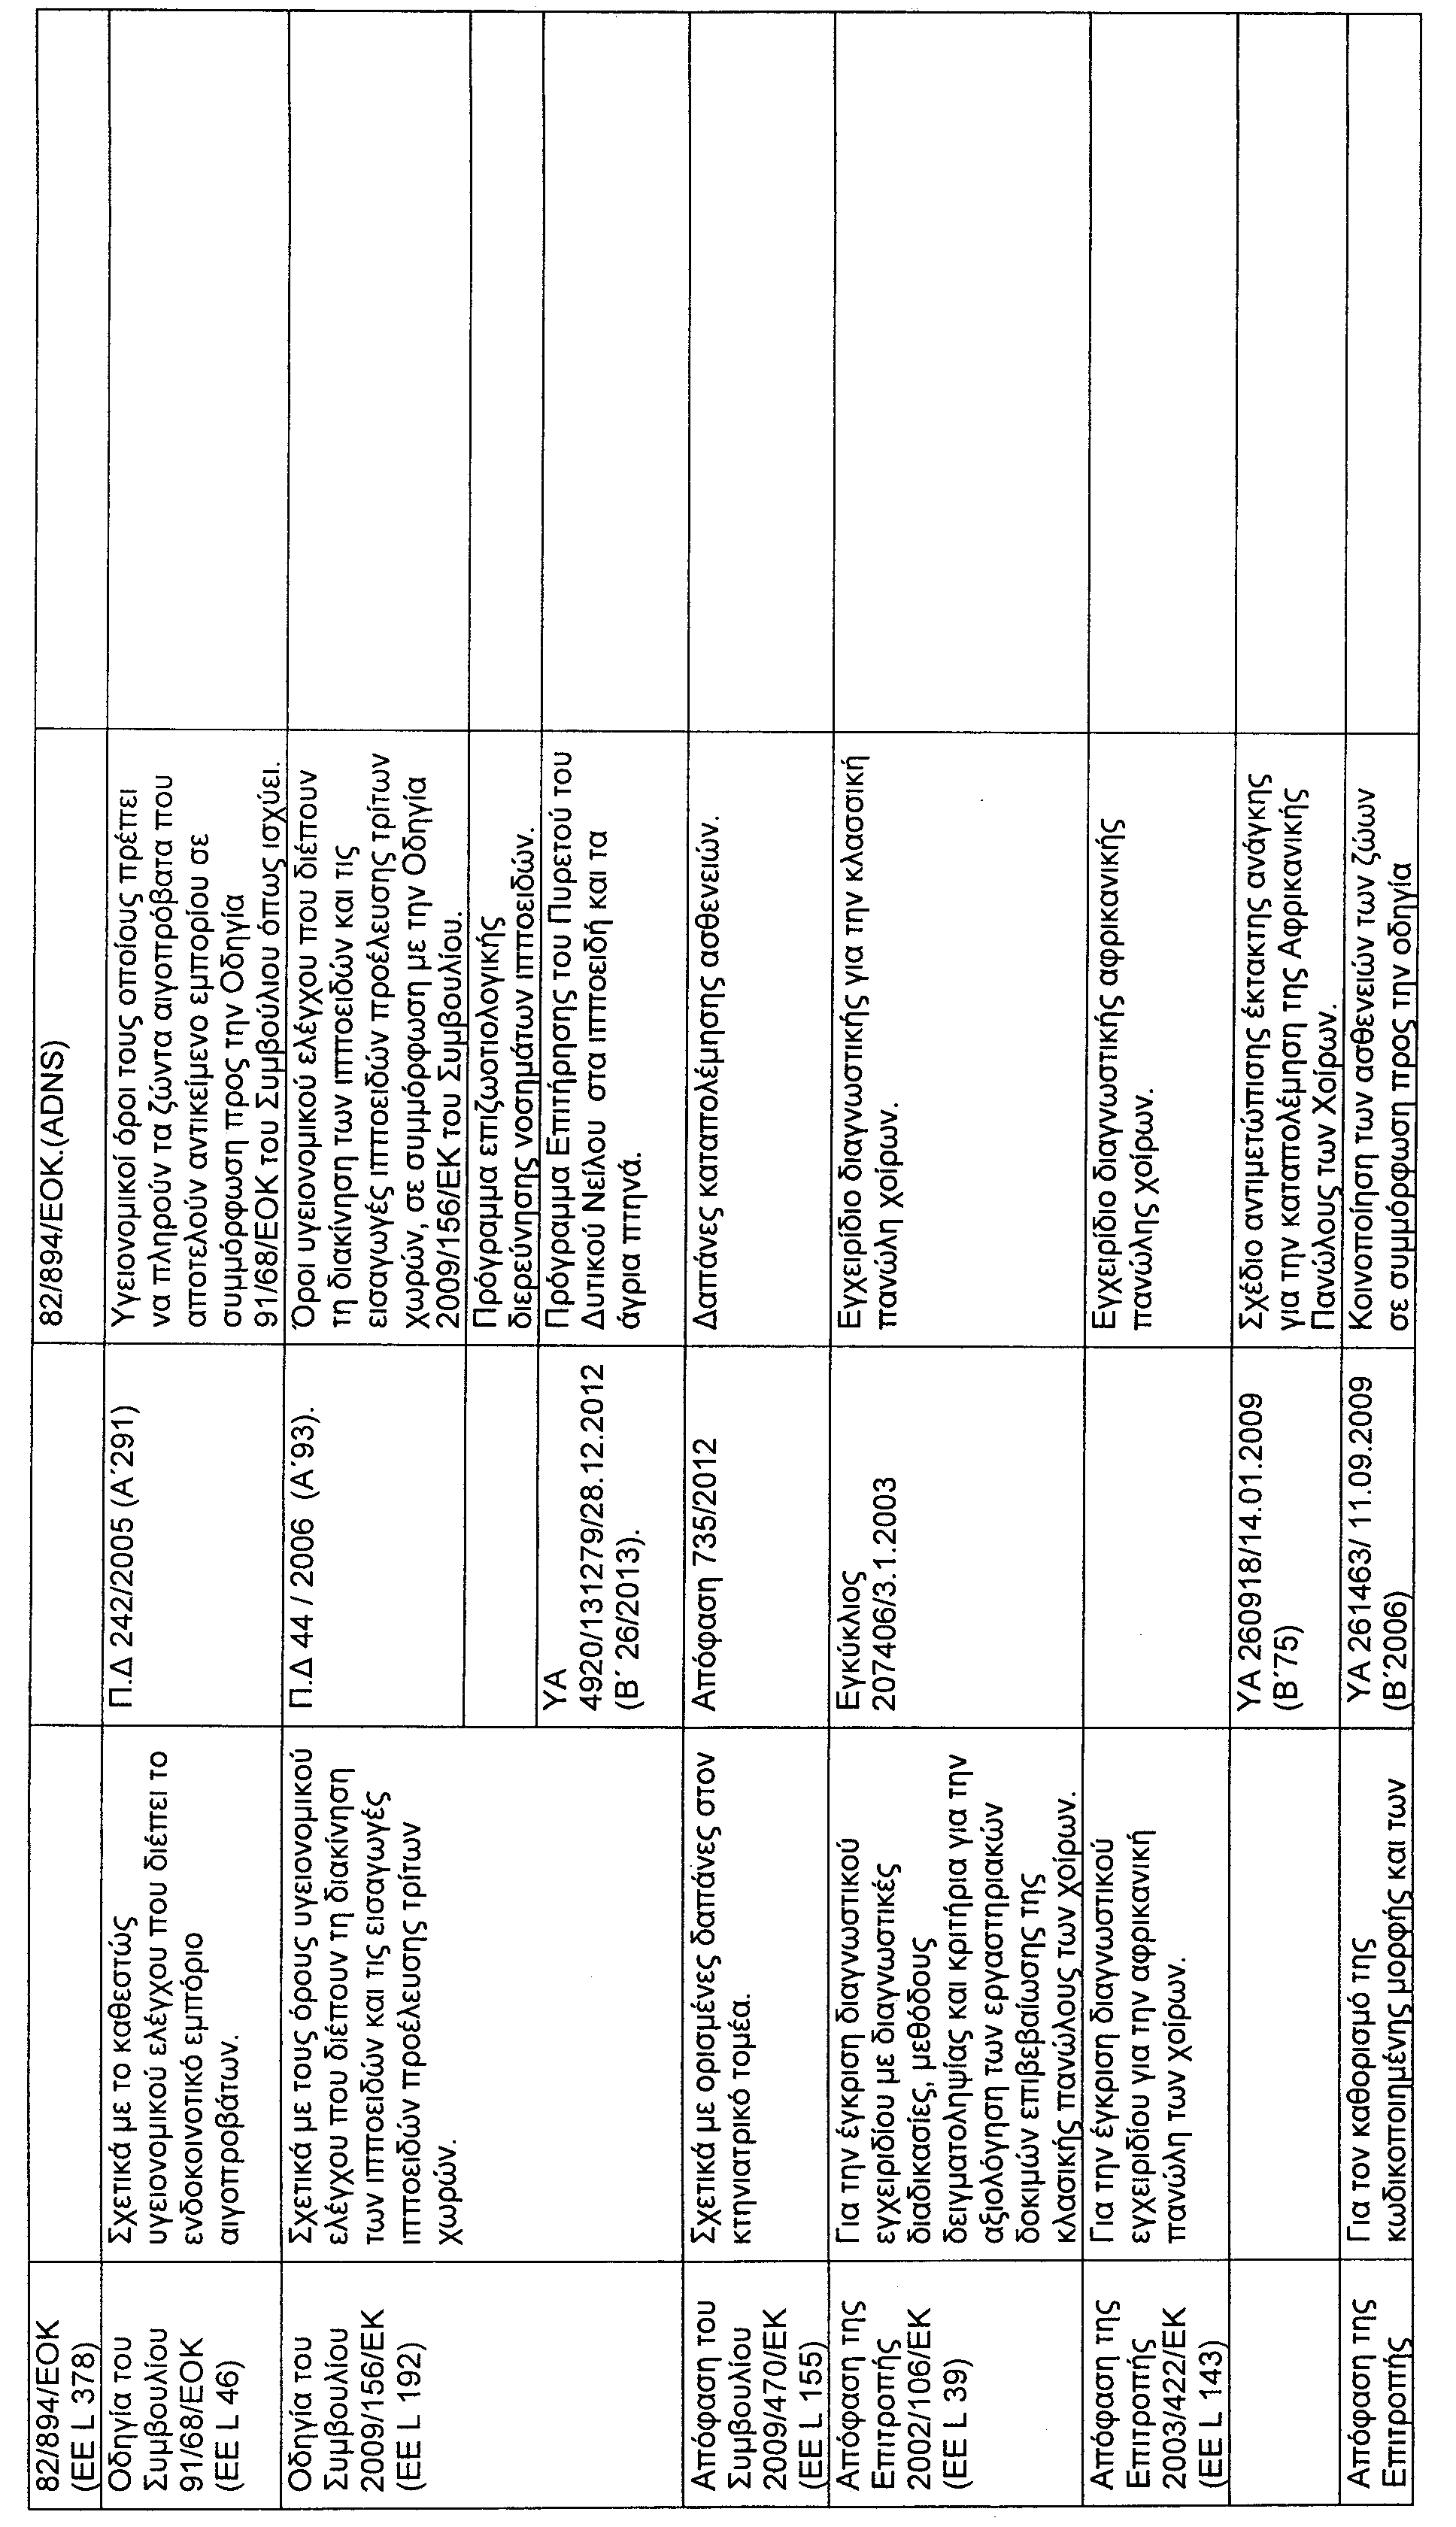 82/894/ΕΟΚ
(ΕΕ L 378)
82/894/ΕΟΚ.(ADNS)
Οδηγία του
Συμβουλίου
91/68/ΕΟΚ
(ΕΕ L 46)
Σχετικά με το καθεστώς
υγειονομικού ελέγχου που διέπει το
ενδοκοινοτικό εμπόριο
αιγοπροβάτων.
Π.Δ 242/2005 (Α΄291)
Υγειονομικοί όροι τους οποίους πρέπει
να πληρούν τα ζώντα αιγοπρόβατα που
αποτελούν αντικείμενο εμπορίου σε
συμμόρφωση προς την Οδηγία
91/68/ΕΟΚ του Συμβούλιου όπως ισχύει.
Οδηγία του
Συμβουλίου
2009/156/ΕΚ
(ΕΕ L 192)
Σχετικά με τους όρους υγειονομικού
ελέγχου που διέπουν τη διακίνηση
των ιπποειδών και τις εισαγωγές
ιπποειδών προέλευσης τρίτων
χωρών.
Π.Δ 44 / 2006 (Α΄93).
Όροι υγειονομικού ελέγχου που διέπουν
τη διακίνηση των ιπποειδών και τις
εισαγωγές ιπποειδών προέλευσης τρίτων
χωρών, σε συμμόρφωση με την Οδηγία
2009/156/ΕΚ του Συμβουλίου.
Πρόγραμμα επιζωοτιολογικής
διερεύνησης νοσημάτων ιπποειδών.
ΥΑ
4920/131279/28.12.2012
(Β΄ 26/2013).
Πρόγραμμα Επιτήρησης του Πυρετού του
Δυτικού Νείλου στα ιπποειδή και τα
άγρια πτηνά.
Απόφαση του
Συμβουλίου
2009/470/ΕΚ
(ΕΕ L 155)
Σχετικά με ορισμένες δαπάνες στον
κτηνιατρικό τομέα.
Απόφαση 735/2012
Δαπάνες καταπολέμησης ασθενειών.
Απόφαση της
Επιτροπής
2002/106/ΕΚ
(ΕΕ L 39)
Για την έγκριση διαγνωστικού
εγχειριδίου με διαγνωστικές
διαδικασίες, μεθόδους
δειγματοληψίας και κριτήρια για την
αξιολόγηση των εργαστηριακών
δοκιμών επιβεβαίωσης της
κλασικής πανώλους των χοίρων.
Εγκύκλιος
207406/3.1.2003
Εγχειρίδιο διαγνωστικής για την κλασσική
πανώλη χοίρων.
Απόφαση της
Επιτροπής
2003/422/ΕΚ
(ΕΕ L 143)
Για την έγκριση διαγνωστικού
εγχειριδίου για την αφρικανική
πανώλη των χοίρων.
Εγχειρίδιο διαγνωστικής αφρικανικής
πανώλης χοίρων.
ΥΑ 260918/14.01.2009
(Β΄75)
Σχέδιο αντιμετώπισης έκτακτης ανάγκης
για την καταπολέμηση της Αφρικανικής
Πανώλους των Χοίρων.
Απόφαση της
Επιτροπής
Για τον καθορισμό της
κωδικοποιημένης μορφής και των
ΥΑ 261463/ 11.09.2009
(Β΄2006)
Κοινοποίηση των ασθενειών των ζώων
σε συμμόρφωση προς την οδηγία